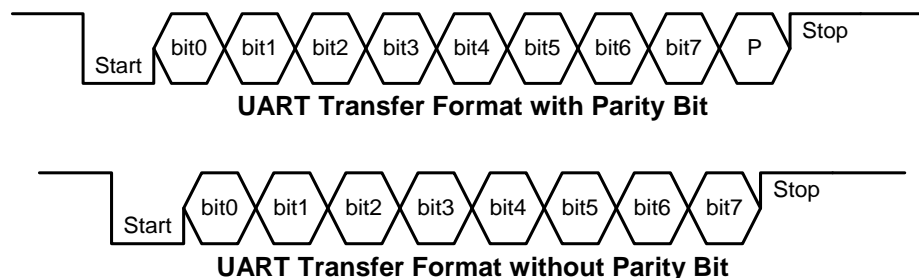 Start bit0 bit1 bit2 bit3 bit4 bit5 bit6 bit7 P Stop
UART Transfer Format with Parity Bit
Start bit0 bit1 bit2 bit3 bit4 bit5 bit6 bit7 Stop
UART Transfer Format without Parity Bit